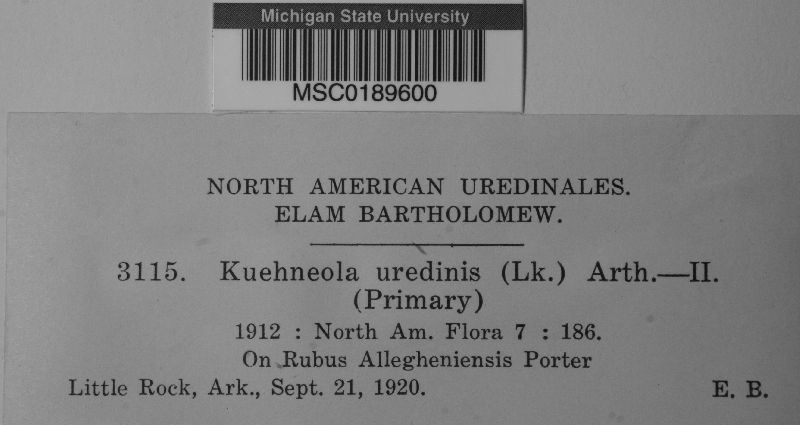 Michigan State University
MSC0189600
NORTH AMERICAN UREDINALES.
ELAM BARTHOLOMEW.
3115. Kuehneola uredinis (Lk.) Arth.—II.
(Primary)
1912 : North Am. Flora 7 : 186.
On Rubus Allegheniensis Porter
Little Rock, Ark., Sept. 21, 1920. E. B.